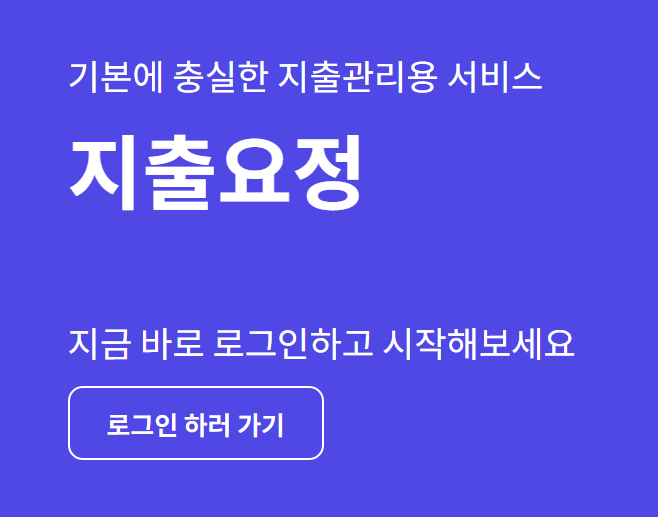 기본에 충실한 지출관리용 서비스
지출요정
지금 바로 로그인하고 시작해보세요
로그인 하러 가기